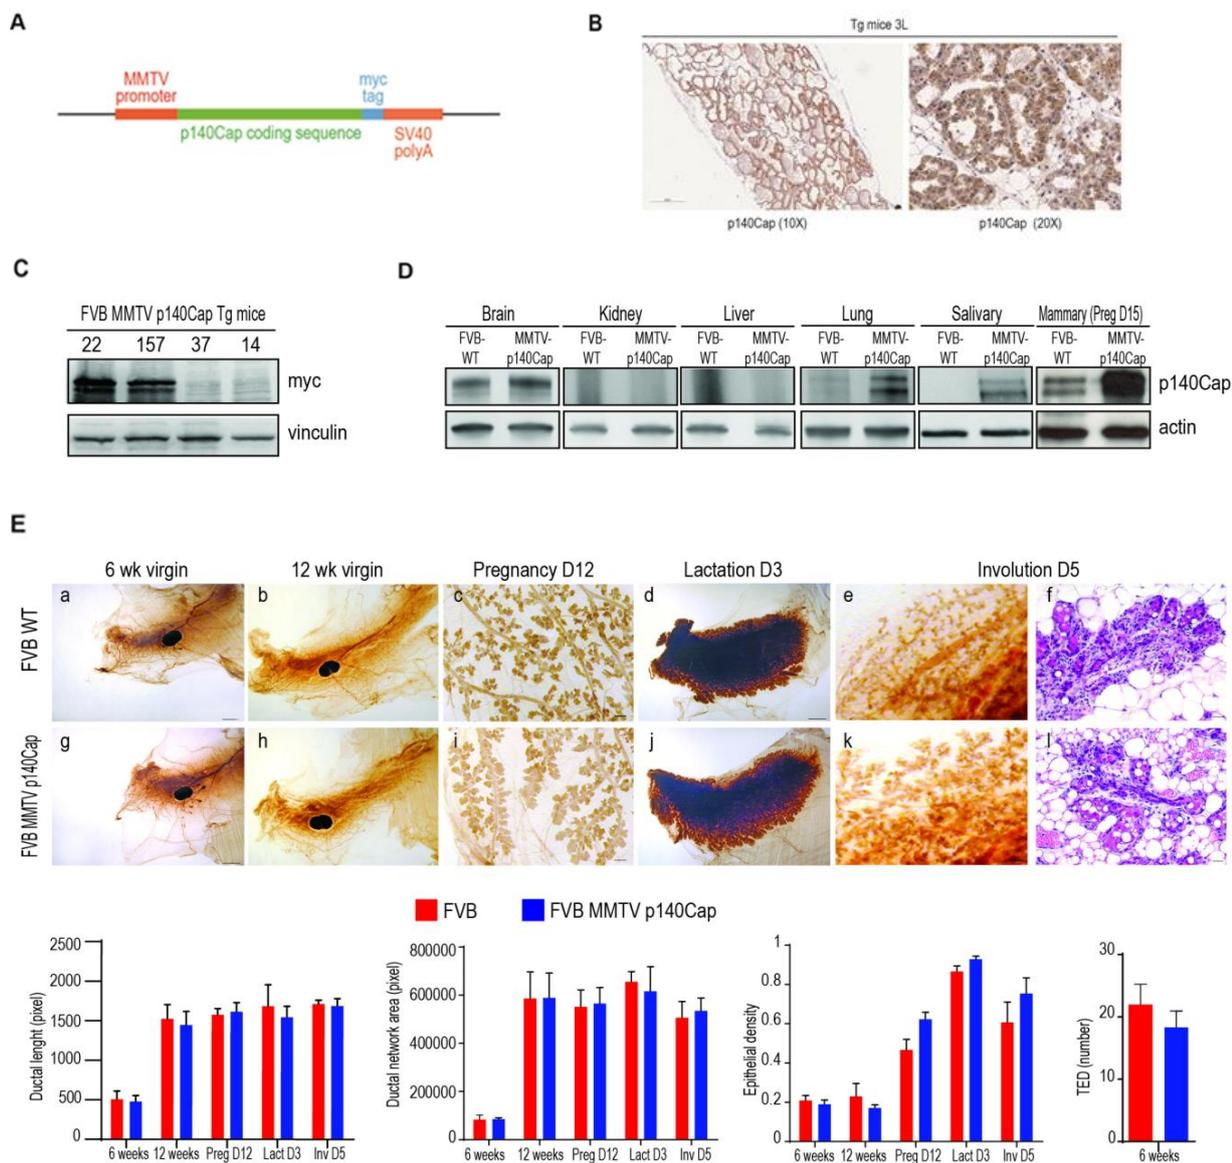 A
MMTV
promoter
myc
tag
p140Cap coding sequence
SV40
polyA
B
Tg mice 3L
p140Cap (10X)
p140Cap (20X)
C
FVB MMTV p140Cap Tg mice
22 157 37 14
myc
vinculin
D
Brain Kidney Liver Lung Salivary Mammary (Preg D15)
FVB- MMTV- FVB- MMTV- FVB- MMTV- FVB- MMTV- FVB- MMTV- FVB- MMTV-
WT p140Cap WT p140Cap WT p140Cap WT p140Cap WT p140Cap WT p140Cap
p140Cap
actin
E
6 wk virgin 12 wk virgin Pregnancy D12 Lactation D3 Involution D5
FVB WT
a b c d e f
FVB MMTV p140Cap
g h i j k l
FVB FVB MMTV p140Cap
Ductal lenght (pixel)
2500
2000
1500
1000
500
0
6 weeks 12 weeks Preg D12 Lact D3 Inv D5
Ductal network area (pixel)
800000
600000
400000
200000
0
6 weeks 12 weeks Preg D12 Lact D3 Inv D5
Epithelial density
1
0.8
0.6
0.4
0.2
0
6 weeks 12 weeks Preg D12 Lact D3 Inv D5
TED (number)
30
20
10
0
6 weeks